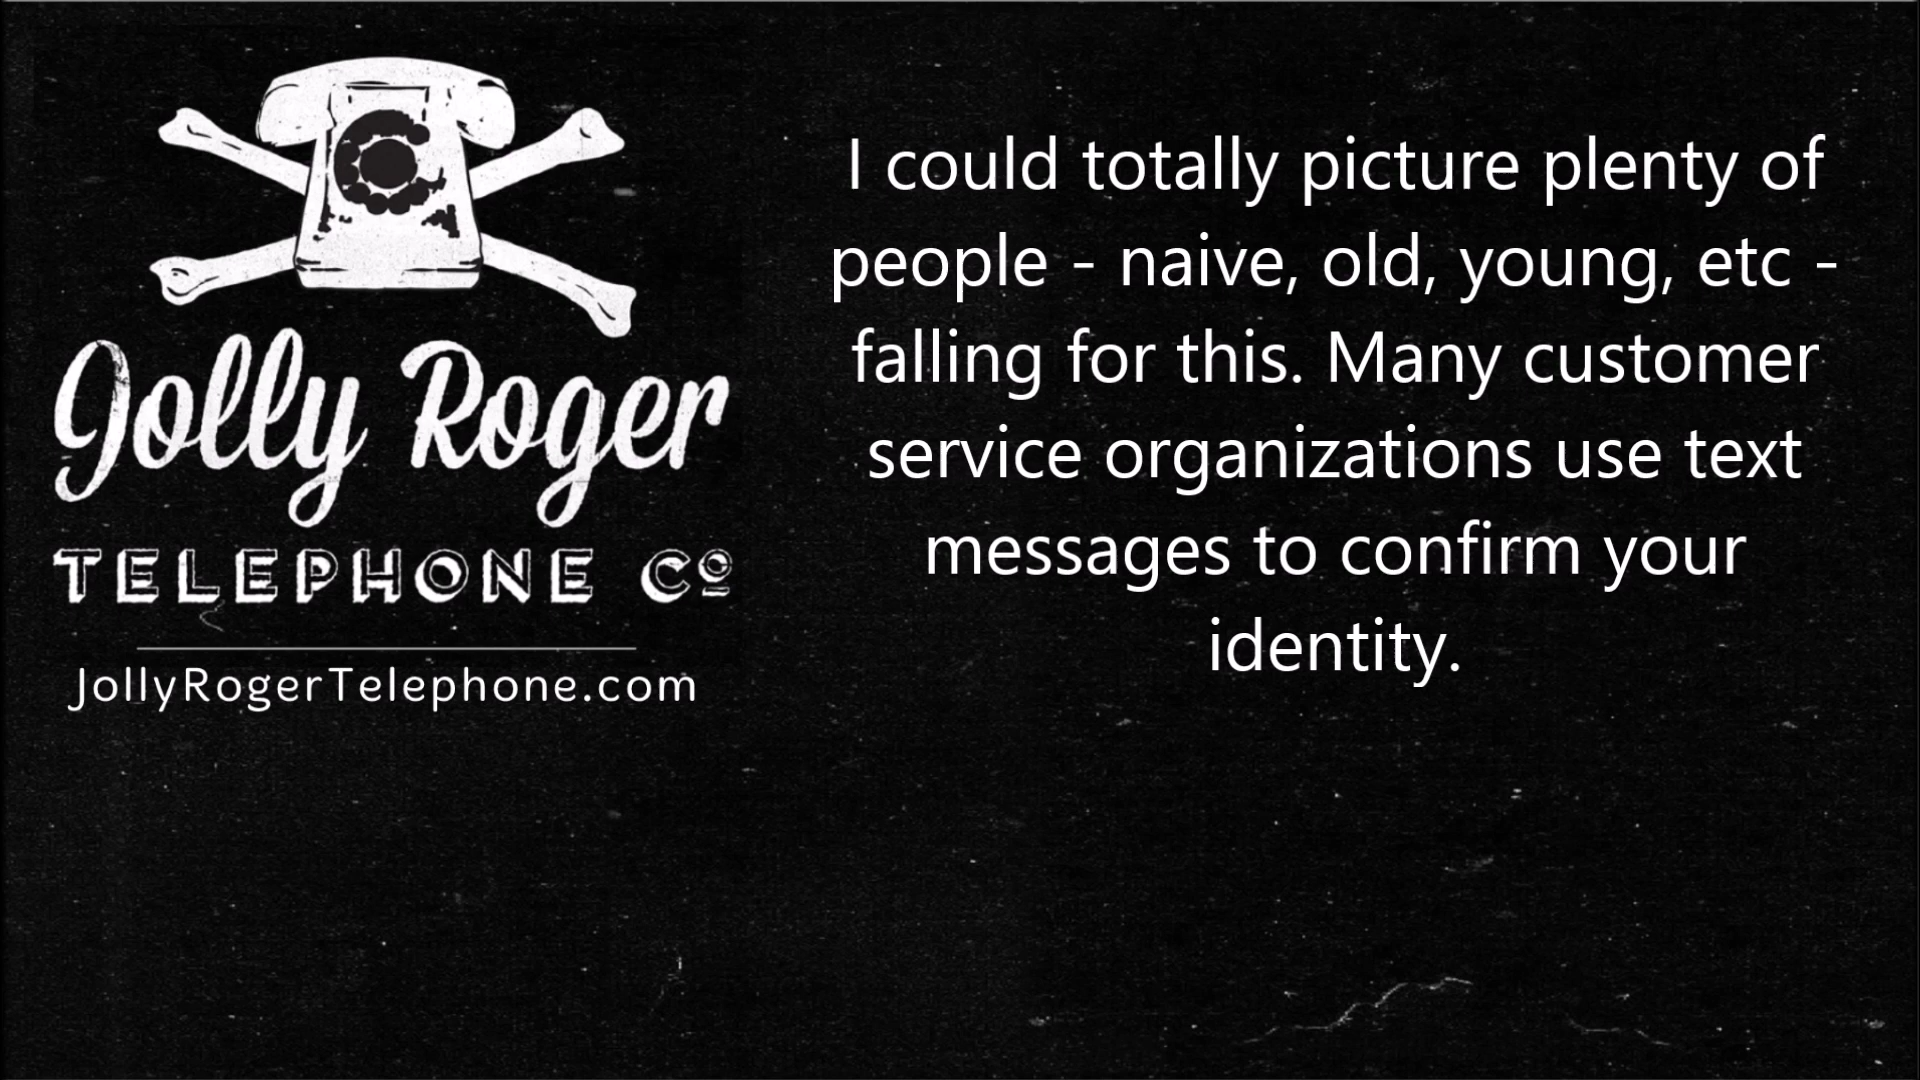 Jolly Roger
TELEPHONE Co
JollyRogerTelephone.com
I could totally picture plenty of
people - naive, old, young, etc -
falling for this. Many customer
service organizations use text
messages to confirm your
identity.